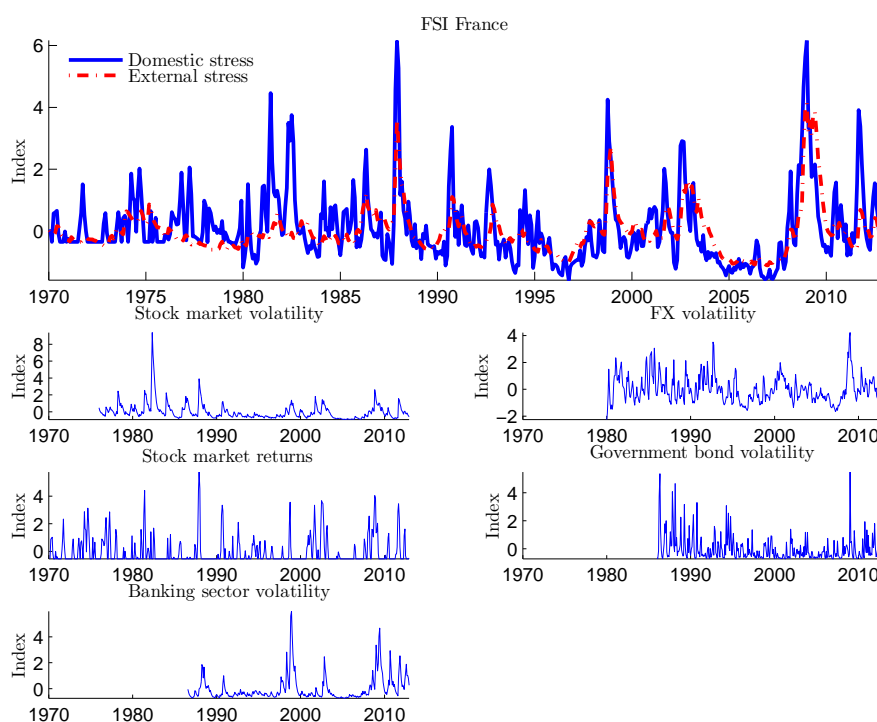 FSI France
Domestic stress
External stress
Index
6
4
2
0
1970 1975 1980 1985 1990 1995 2000 2005 2010
Stock market volatility
Index
8
6
4
2
0
1970 1980 1990 2000 2010
FX volatility
Index
4
2
0
−2
1970 1980 1990 2000 2010
Stock market returns
Index
4
2
0
1970 1980 1990 2000 2010
Government bond volatility
Index
4
2
0
1970 1980 1990 2000 2010
Banking sector volatility
Index
4
2
0
1970 1980 1990 2000 2010